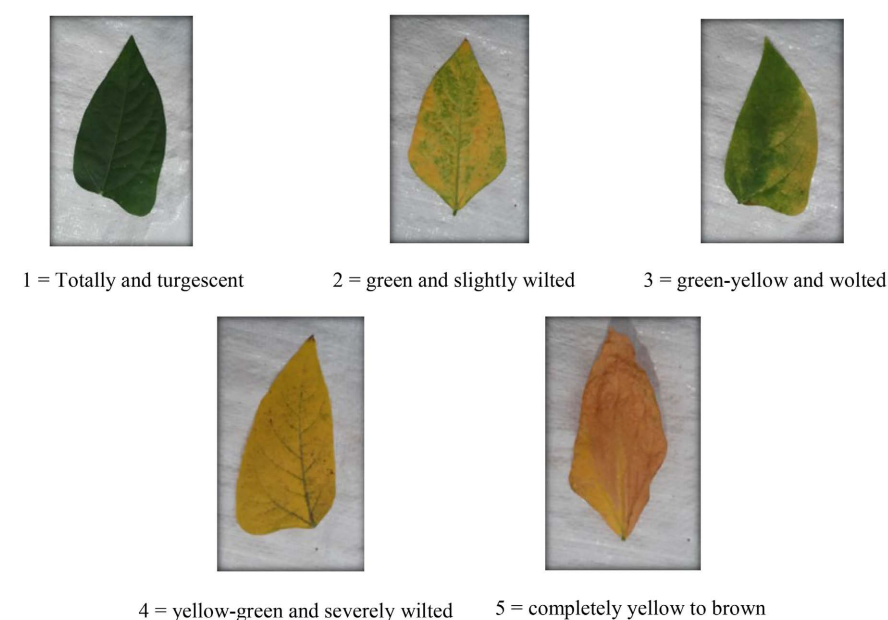 1 = Totally and turgescent
2 = green and slightly wilted
3 = green-yellow and wolted
4 = yellow-green and severely wilted
5 = completely yellow to brown